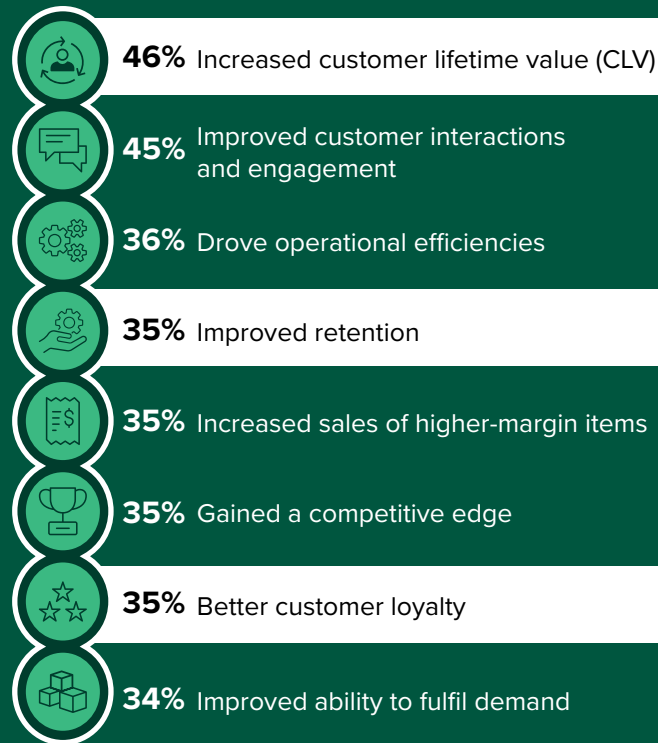 46% Increased customer lifetime value (CLV)
45% Improved customer interactions
and engagement
36% Drove operational efficiencies
35% Improved retention
35% Increased sales of higher-margin items
35% Gained a competitive edge
35% Better customer loyalty
34% Improved ability to fulfil demand